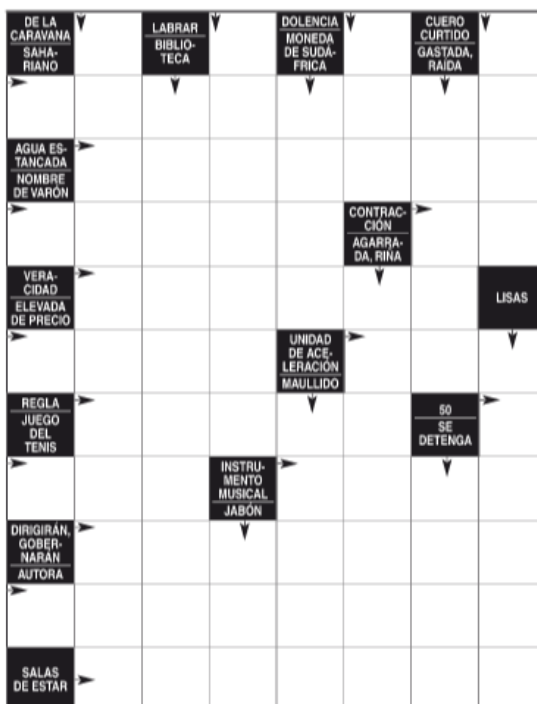 DE LA
CARAVANA
SAHA-
RIANO
LABRAR
BIBLIO-
TECA
DOLENCIA
MONEDA
DE SUDÁ-
FRICA
CUERO
CURTIDO
GASTADA,
RAÍDA
AGUA ES-
TANCADA
NOMBRE
DE VARÓN
CONTRAC-
CIÓN
AGARRA-
DA, RIÑA
VERA-
CIDAD
ELEVADA
DE PRECIO
LISAS
UNIDAD
DE ACE-
LERACIÓN
MAULLIDO
REGLA
JUEGO
DEL
TENIS
50
SE
DETENGA
INSTRU-
MENTO
MUSICAL
JABÓN
DIRIGIRÁN,
GOBER-
NARÁN
AUTORA
SALAS
DE ESTAR